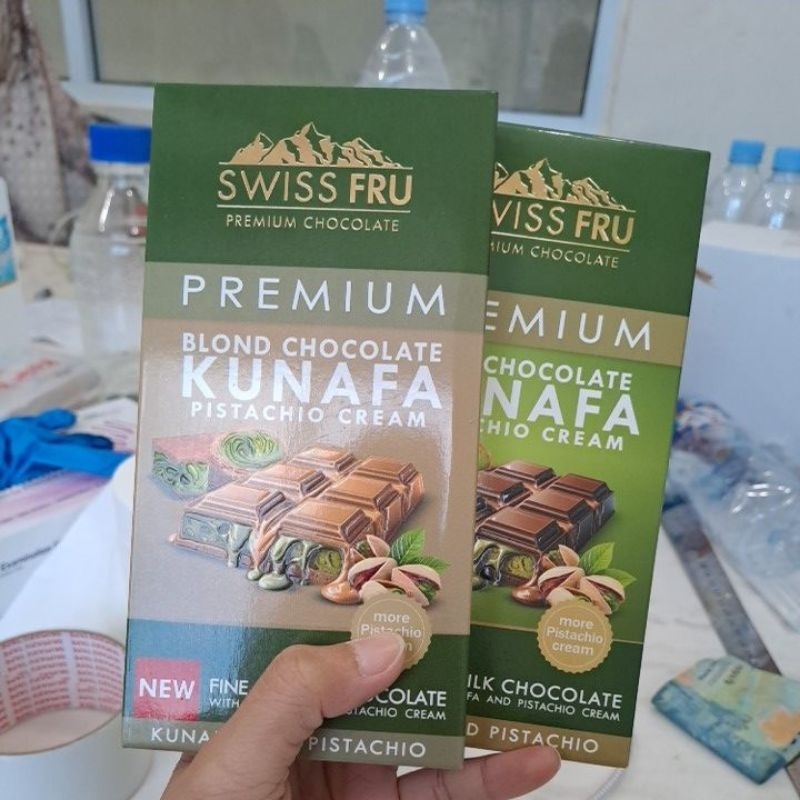 SWISS FRU
PREMIUM CHOCOLATE
PREMIUM
BLOND CHOCOLATE
KUNAFA
PISTACHIO CREAM
more
Pistachio
NEW
FINE CHOCOLATE
WITH PISTACHIO CREAM
PISTACHIO
WISS FRU
MIUM CHOCOLATE
EMIUM
CHOCOLATE
NAFA
CHIO CREAM
more
Pistachio
cream
ILK CHOCOLATE
FA AND PISTACHIO CREAM
D PISTACHIO